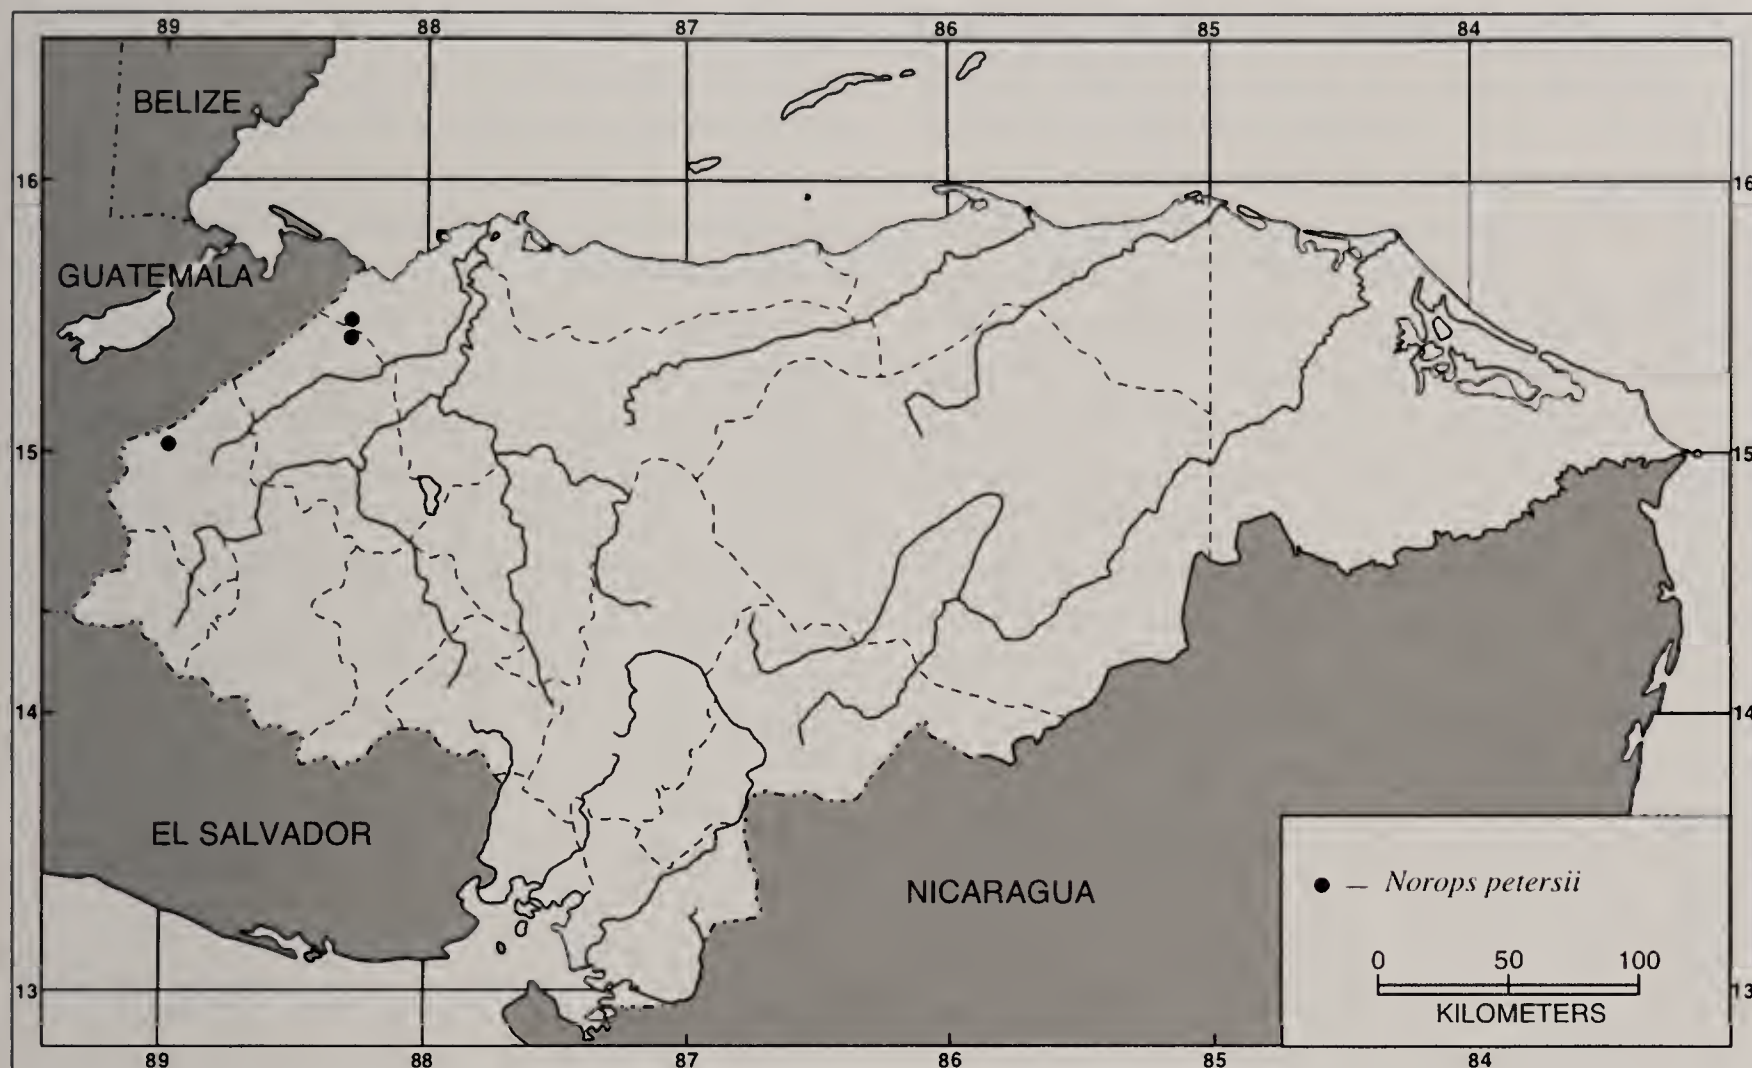 89 88 87 86 85 84
BELIZE
16 16
GUATEMALA
15 15
14 14
EL SALVADOR
NICARAGUA
● – Norops petersii
0 50 100
KILOMETERS
13 13
89 88 87 86 85 84